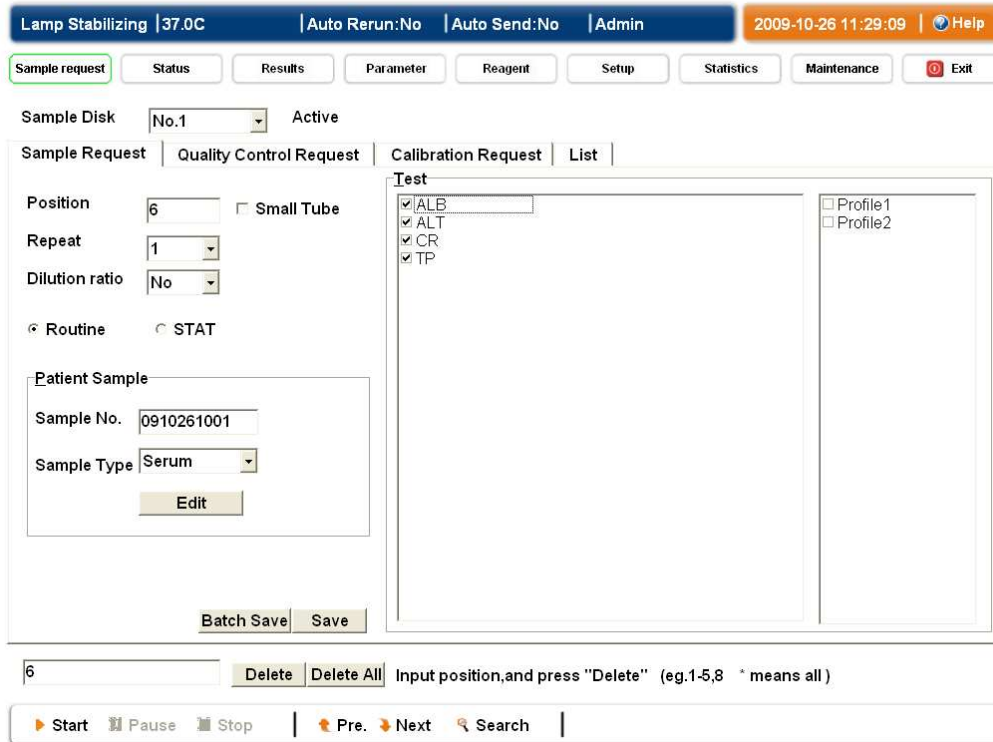 Lamp Stabilizing |37.0C |Auto Rerun:No |Auto Send:No |Admin 2009-10-26 11:29:09 | Help
Sample request Status Results Parameter Reagent Setup Statistics Maintenance Exit
Sample Disk No.1 Active
Sample Request Quality Control Request Calibration Request List
Test
Position 6 Small Tube
Repeat 1
Dilution ratio No
Routine STAT
Patient Sample
Sample No. 0910261001
Sample Type Serum
Edit
Batch Save Save
ALB
ALT
CR
TP
Profile1
Profile2
6 Delete Delete All Input position,and press "Delete" (eg.1-5,8 * means all )
Start Pause Stop | Pre. Next Search |